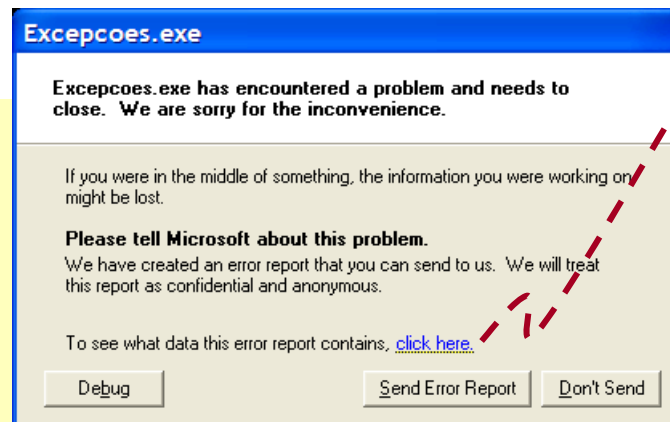 Excepcoes.exe
Excepcoes.exe has encountered a problem and needs to
close.  We are sorry for the inconvenience.
If you were in the middle of something, the information you were working on
might be lost.
Please tell Microsoft about this problem.
We have created an error report that you can send to us.  We will treat
this report as confidential and anonymous.
To see what data this error report contains, click here.
Debug
Send Error Report
Don't Send